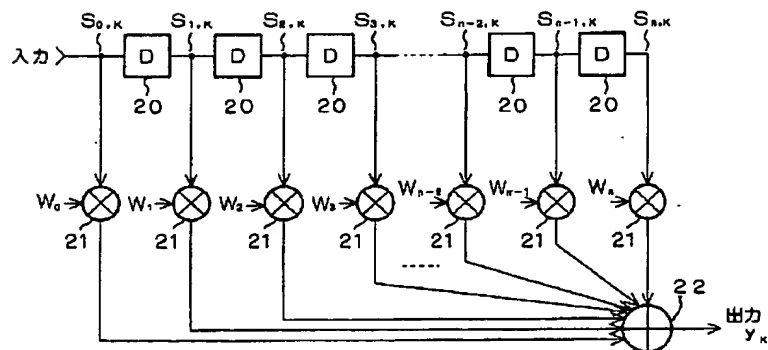 S₀,ₖ S₁,ₖ S₂,ₖ S₃,ₖ Sₙ₋₂,ₖ Sₙ₋₁,ₖ Sₙ,ₖ
入力 D D D D D
20 20 20 20 20
W₀ W₁ W₂ W₃ Wₙ₋₂ Wₙ₋₁ Wₙ
21 21 21 21 21 21 21
22
出力
yₖ